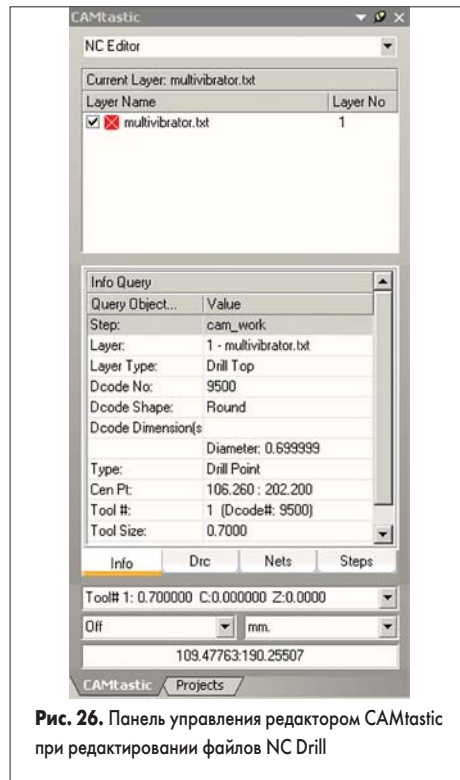 CAMtastic
NC Editor
Current Layer: multivibrator.txt
Layer Name Layer No
multivibrator.txt 1
Info Query
Query Object... Value
Step: cam_work
Layer: 1 - multivibrator.txt
Layer Type: Drill Top
Dcode No: 9500
Dcode Shape: Round
Dcode Dimension(s
Diameter: 0.699999
Type: Drill Point
Cen Pt: 106.260 : 202.200
Tool #: 1 (Dcode#: 9500)
Tool Size: 0.7000
Info Drc Nets Steps
Tool# 1: 0.700000 C:0.000000 Z:0.0000
Off mm.
109.47763:190.25507
CAMtastic Projects
Рис. 26. Панель управления редактором CAMtastic
при редактировании файлов NC Drill